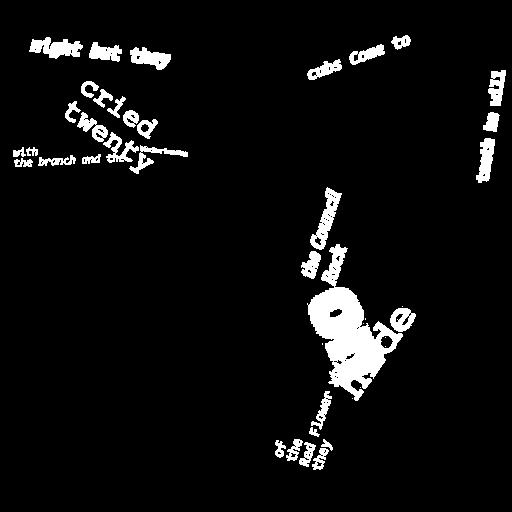 might but they
cubs Come to
cried
twenty
with
the branch and the
teeth he will
the Council
Rock
hide
of
the
Red Flower
they